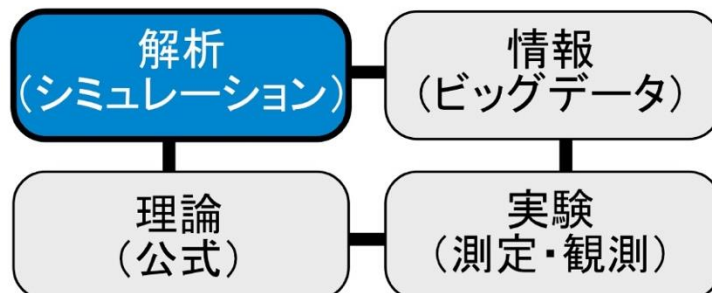 解析
(シミュレーション)
情報
(ビッグデータ)
理論
(公式)
実験
(測定・観測)